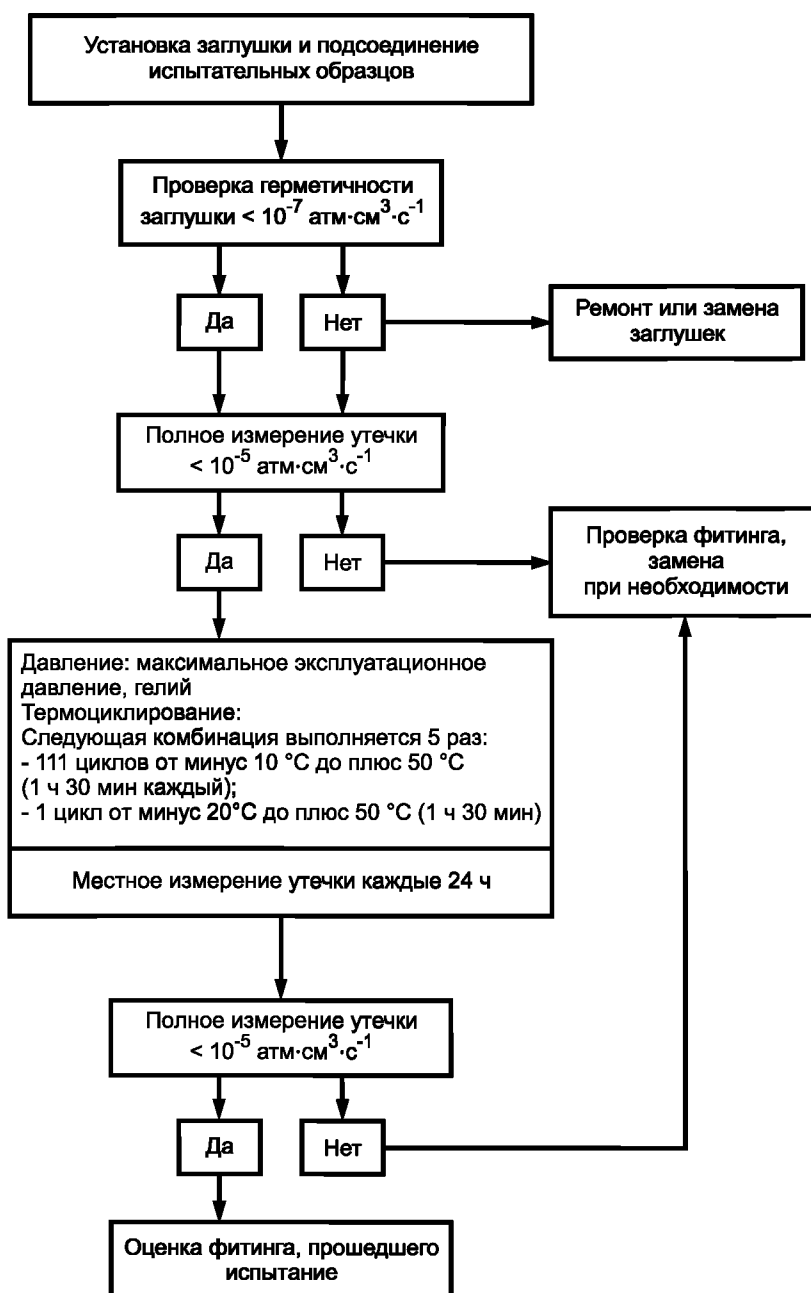 Установка заглушки и подсоединение
испытательных образцов
Проверка герметичности
заглушки < 10⁻⁷ атм·см³·с⁻¹
Да
Нет
Ремонт или замена
заглушек
Полное измерение утечки
< 10⁻⁵ атм·см³·с⁻¹
Да
Нет
Проверка фитинга,
замена
при необходимости
Давление: максимальное эксплуатационное
давление, гелий
Термоциклирование:
Следующая комбинация выполняется 5 раз:
- 111 циклов от минус 10 °С до плюс 50 °С
(1 ч 30 мин каждый);
- 1 цикл от минус 20°С до плюс 50 °С (1 ч 30 мин)
Местное измерение утечки каждые 24 ч
Полное измерение утечки
< 10⁻⁵ атм·см³·с⁻¹
Да
Нет
Оценка фитинга, прошедшего
испытание